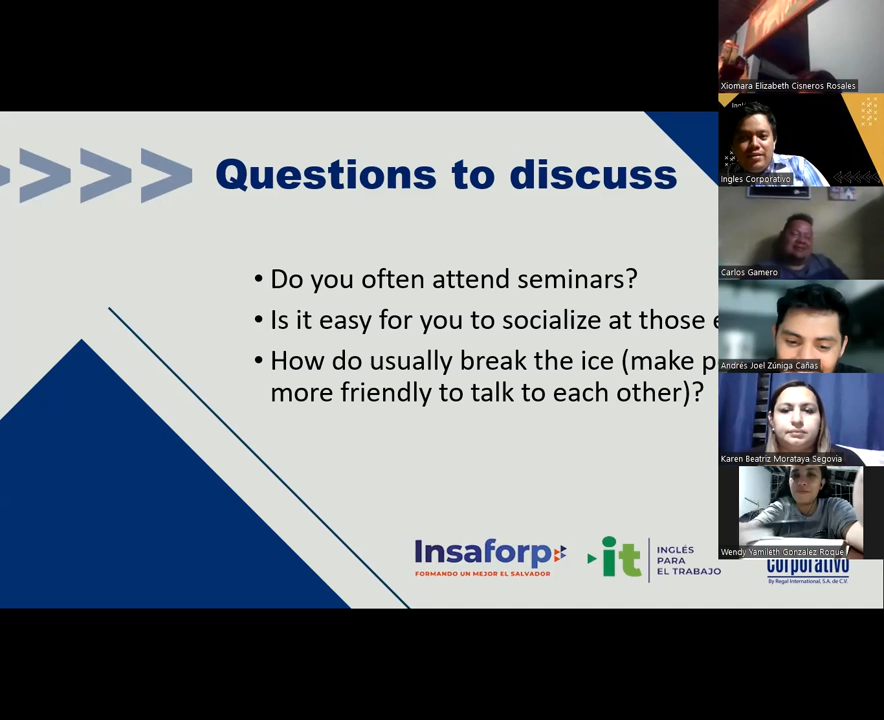 Questions to discuss
• Do you often attend seminars?
• Is it easy for you to socialize at those
• How do usually break the ice (make
more friendly to talk to each other)?
Insaforp
FORMANDO UN MEJOR EL SALVADOR
it
INGLÉS
PARA
EL TRABAJO
corporativo
By Regal International, S.A. de C.V.
Xiomara Elizabeth Cisneros Rosales
Ingles Corporativo
Carlos Gamero
Andrés Joel Zúniga Cañas
Karen Beatriz Morataya Segovia
Wendy Yamileth Gonzalez Roque